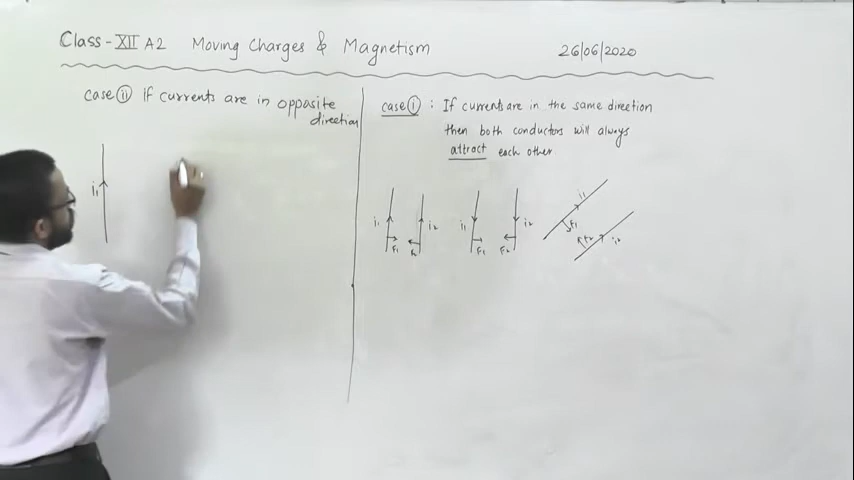 Class - XII A2 Moving Charges & Magnetism 26/06/2020
case (ii) if currents are in opposite
direction
case (i) : If currents are in the same direction
then both conductors will always
attract each other
i1
i1 F1 F2 i2
i1 F1 F2 i2
i1 F1 F2 i2